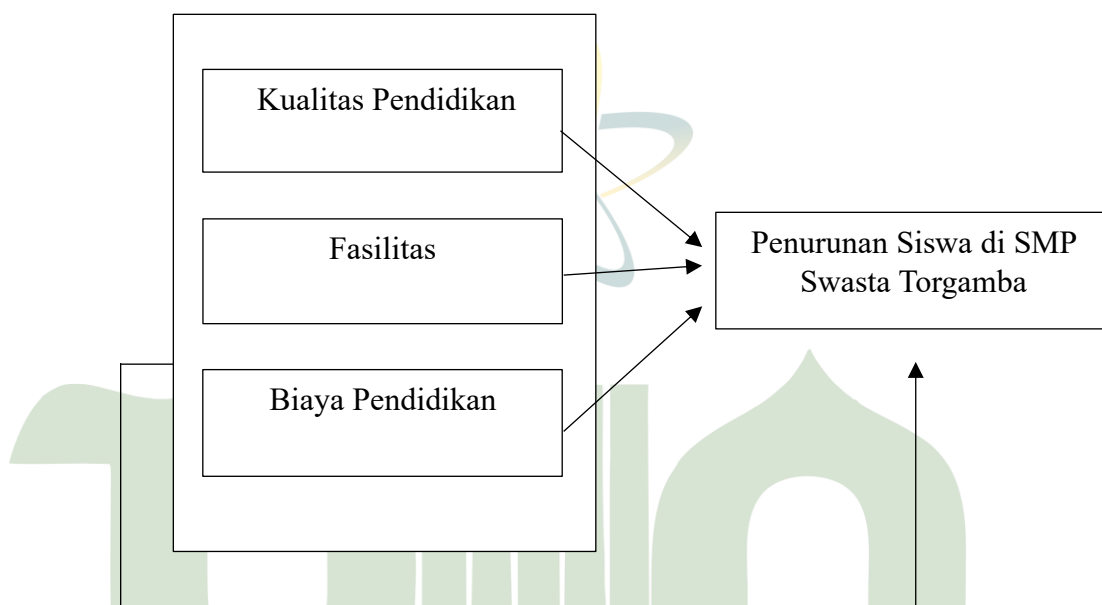 Kualitas Pendidikan
Fasilitas
Biaya Pendidikan
Penurunan Siswa di SMP
Swasta Torgamba